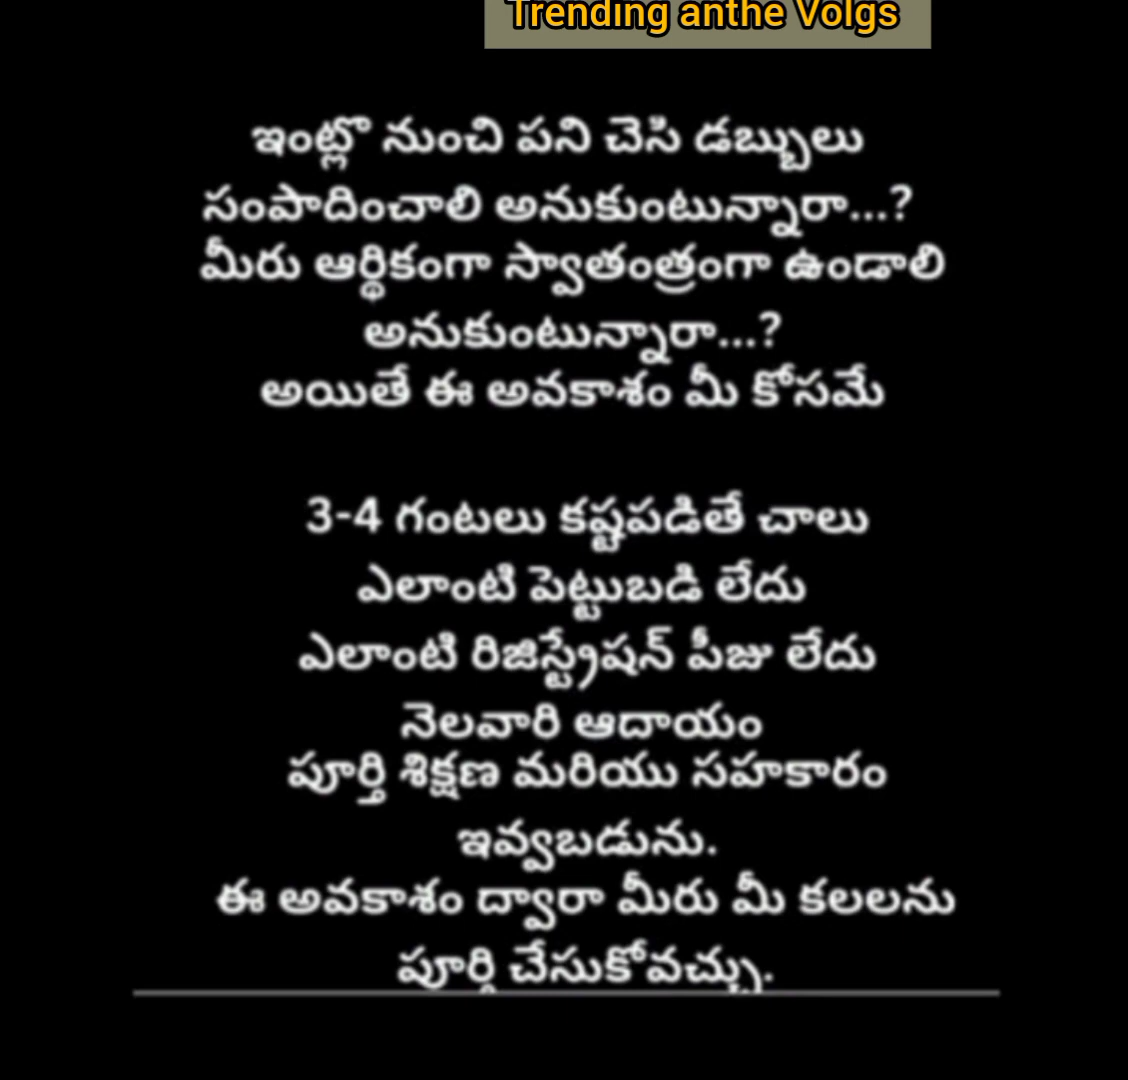 Trending anthe Volgs
ఇంట్లొ నుంచి పని చెసి డబ్బులు
సంపాదించాలి అనుకుంటున్నారా...?
మీరు ఆర్థికంగా స్వాతంత్రంగా ఉండాలి
అనుకుంటున్నారా...?
అయితే ఈ అవకాశం మీ కోసమే
3-4 గంటలు కష్టపడితే చాలు
ఎలాంటి పెట్టుబడి లేదు
ఎలాంటి రిజిస్ట్రేషన్ పీజు లేదు
నెలవారి ఆదాయం
పూర్తి శిక్షణ మరియు సహకారం
ఇవ్వబడును.
ఈ అవకాశం ద్వారా మీరు మీ కలలను
పూర్తి చేసుకోవచ్చు.